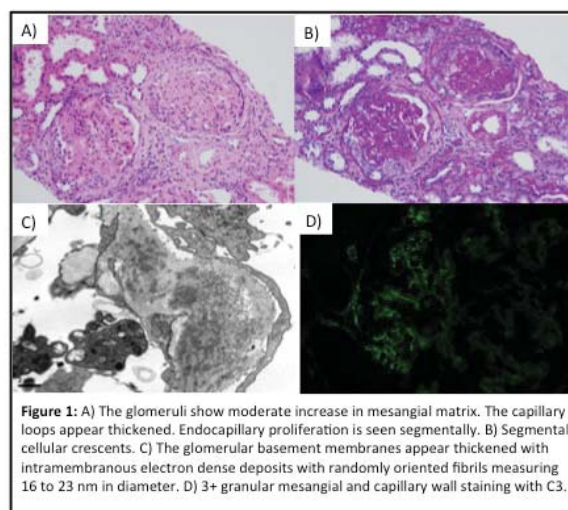 A)
B)
C)
D)
Figure 1: A) The glomeruli show moderate increase in mesangial matrix. The capillary
loops appear thickened. Endocapillary proliferation is seen segmentally. B) Segmental
cellular crescents. C) The glomerular basement membranes appear thickened with
intramembranous electron dense deposits with randomly oriented fibrils measuring
16 to 23 nm in diameter. D) 3+ granular mesangial and capillary wall staining with C3.